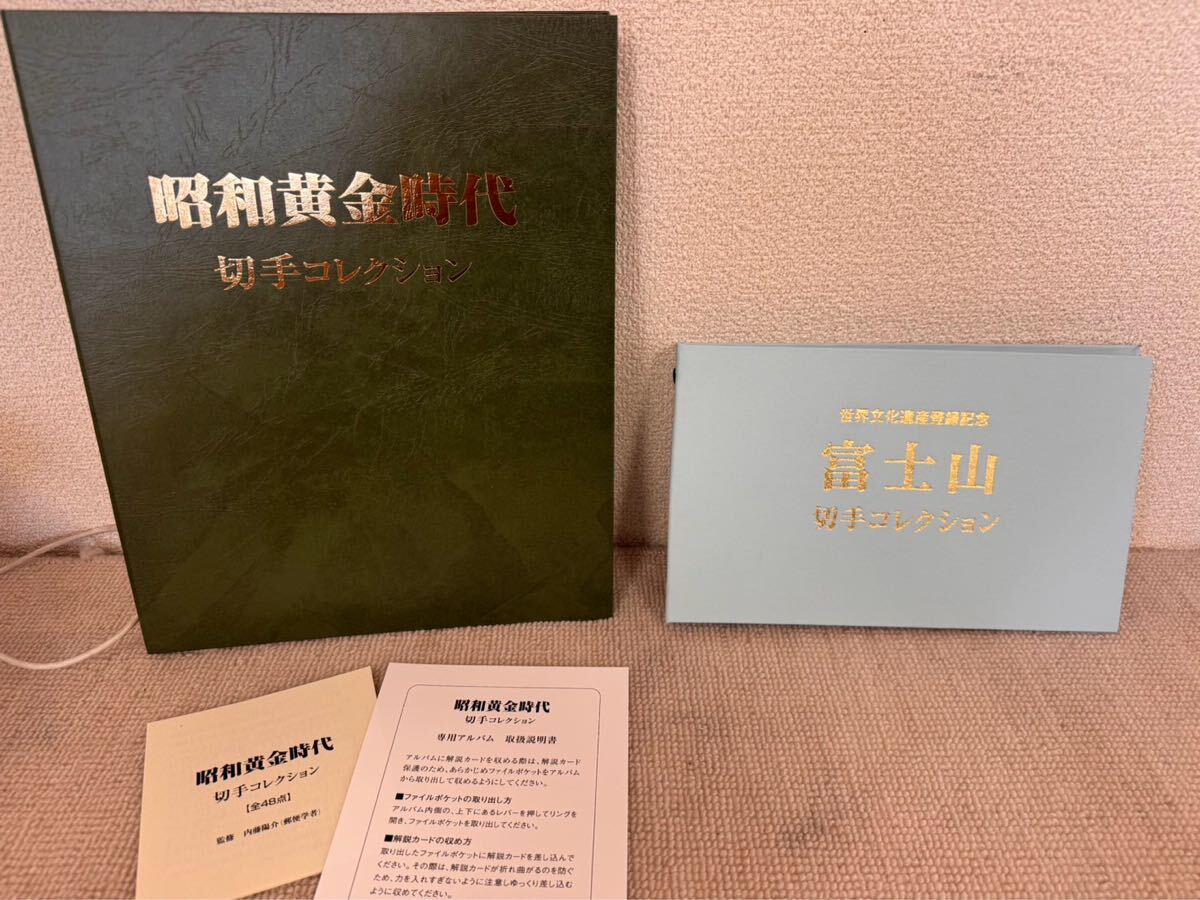 昭和黄金時代
切手コレクション
世界文化遺産登録記念
富士山
切手コレクション
昭和黄金時代
切手コレクション
【全48点】
監修 内藤陽介（郵便学者）
昭和黄金時代
切手コレクション
専用アルバム 取扱説明書
アルバムに解説カードを収める際は、解説カード
保護のため、あらかじめファイルポケットをアルバム
から取り出して収めるようにしてください。
■ファイルポケットの取り出し方
アルバム内側の、上下にあるレバーを押してリングを
開き、ファイルポケットを取り出してください。
■解説カードの収め方
取り出したファイルポケットに解説カードを差し込んで
ください。その際は、解説カードが折れ曲がるのを防ぐ
ため、力を入れすぎないように注意しゆっくり差し込む
ように収めてください。